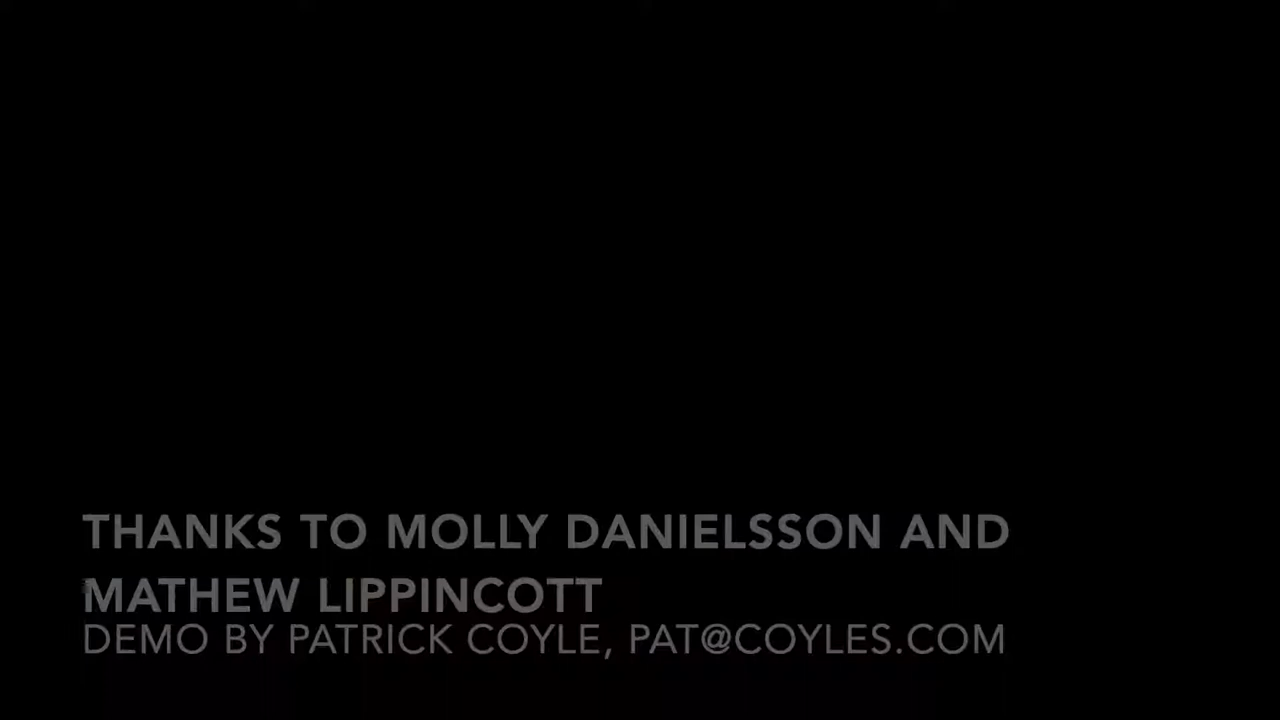 THANKS TO MOLLY DANIELSSON AND
MATHEW LIPPINCOTT
DEMO BY PATRICK COYLE, PAT@COYLES.COM